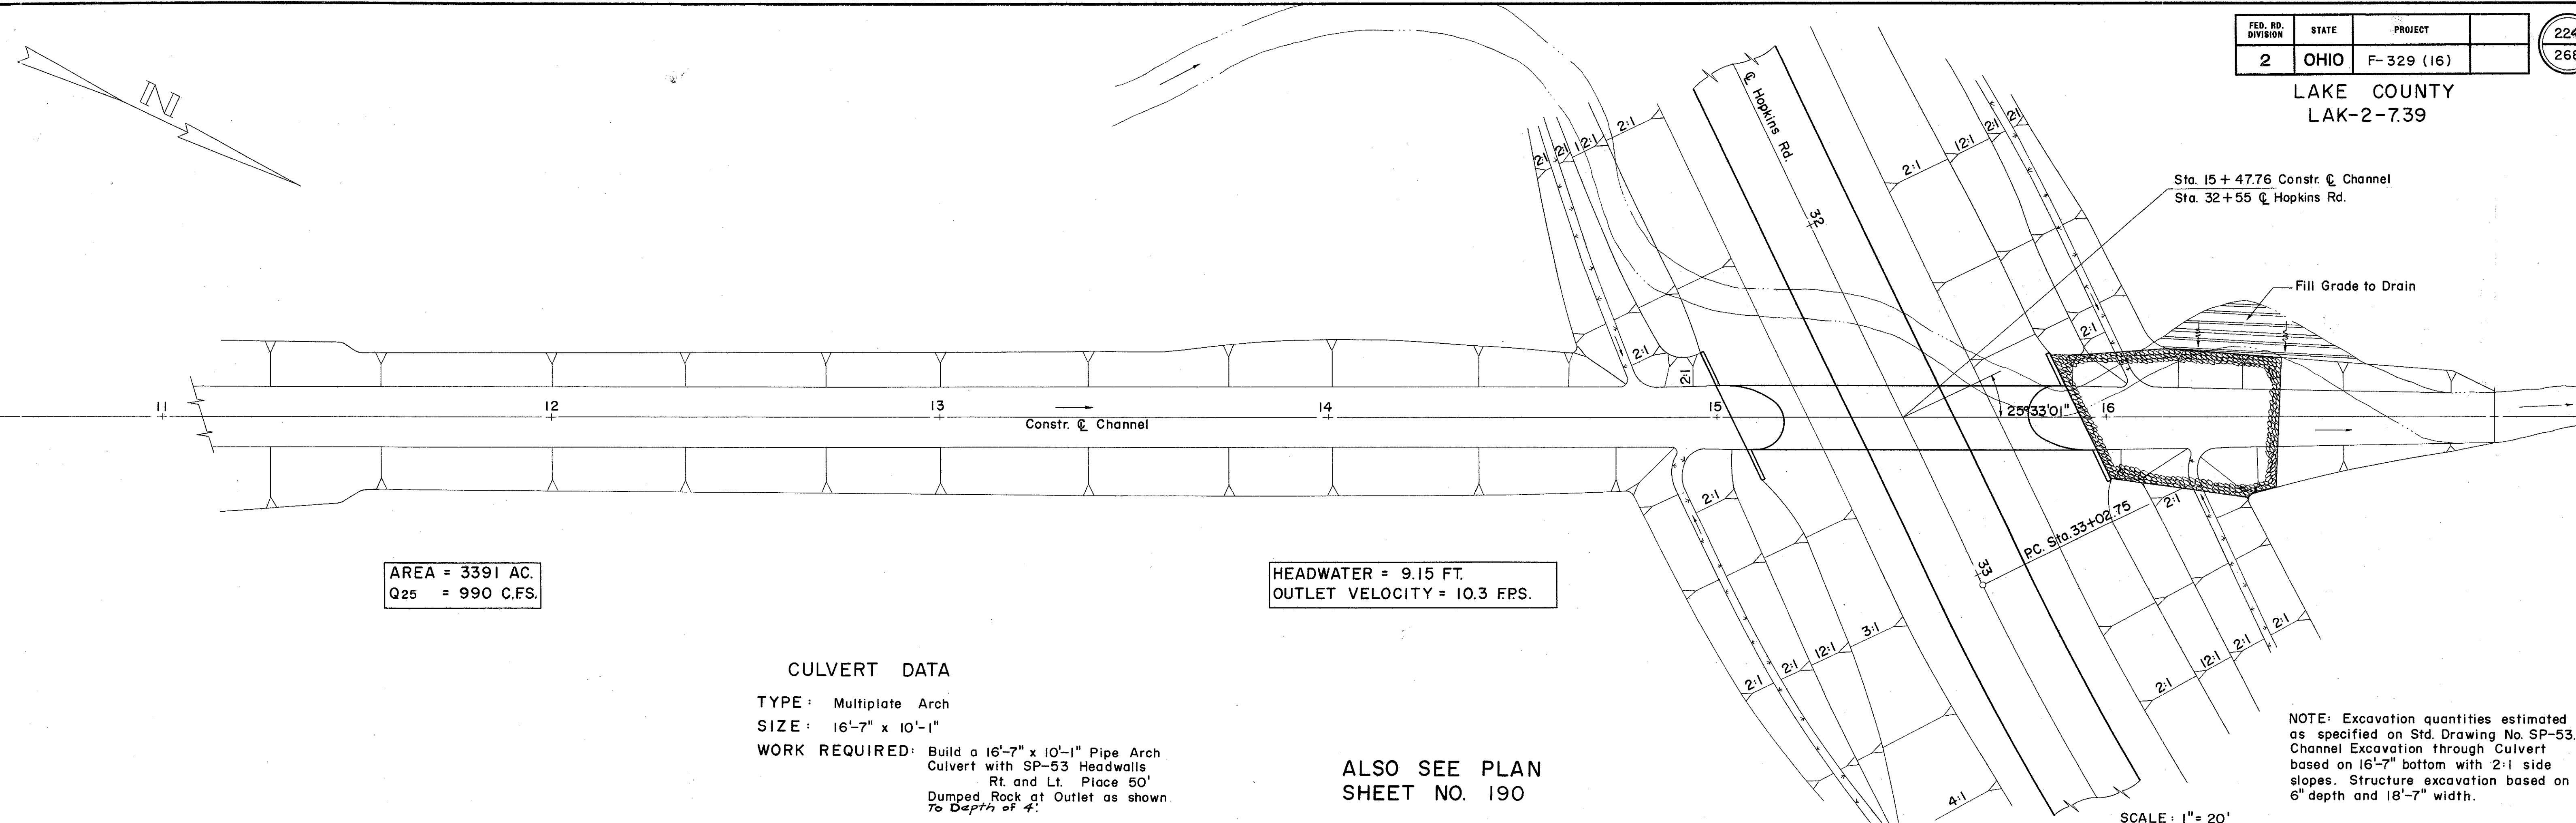 FED. RD. DIVISION STATE PROJECT
2 OHIO F-329 (16)
224
268
LAKE COUNTY
LAK-2-7.39
N
℄ Hopkins Rd.
2:1 2:1 12:1 2:1
2:1 12:1 2:1 2:1
Sta. 15 + 47.76 Constr. ℄ Channel
Sta. 32+55 ℄ Hopkins Rd.
32
Fill Grade to Drain
2:1
2:1
2:1
11 12 13 14 15 16
25°33'01"
Constr. ℄ Channel
2:1
2:1
P.C. Sta. 33+02.75
33
AREA = 3391 AC.
Q25 = 990 C.F.S.
HEADWATER = 9.15 FT.
OUTLET VELOCITY = 10.3 F.P.S.
2:1 2:1 12:1 3:1
2:1 12:1 2:1 2:1
4:1
CULVERT DATA
TYPE: Multiplate Arch
SIZE: 16'-7" x 10'-1"
WORK REQUIRED: Build a 16'-7" x 10'-1" Pipe Arch
Culvert with SP-53 Headwalls
Rt. and Lt. Place 50'
Dumped Rock at Outlet as shown
To Depth of 4'.
ALSO SEE PLAN
SHEET NO. 190
NOTE: Excavation quantities estimated
as specified on Std. Drawing No. SP-53.
Channel Excavation through Culvert
based on 16'-7" bottom with 2:1 side
slopes. Structure excavation based on
6" depth and 18'-7" width.
SCALE: 1" = 20'